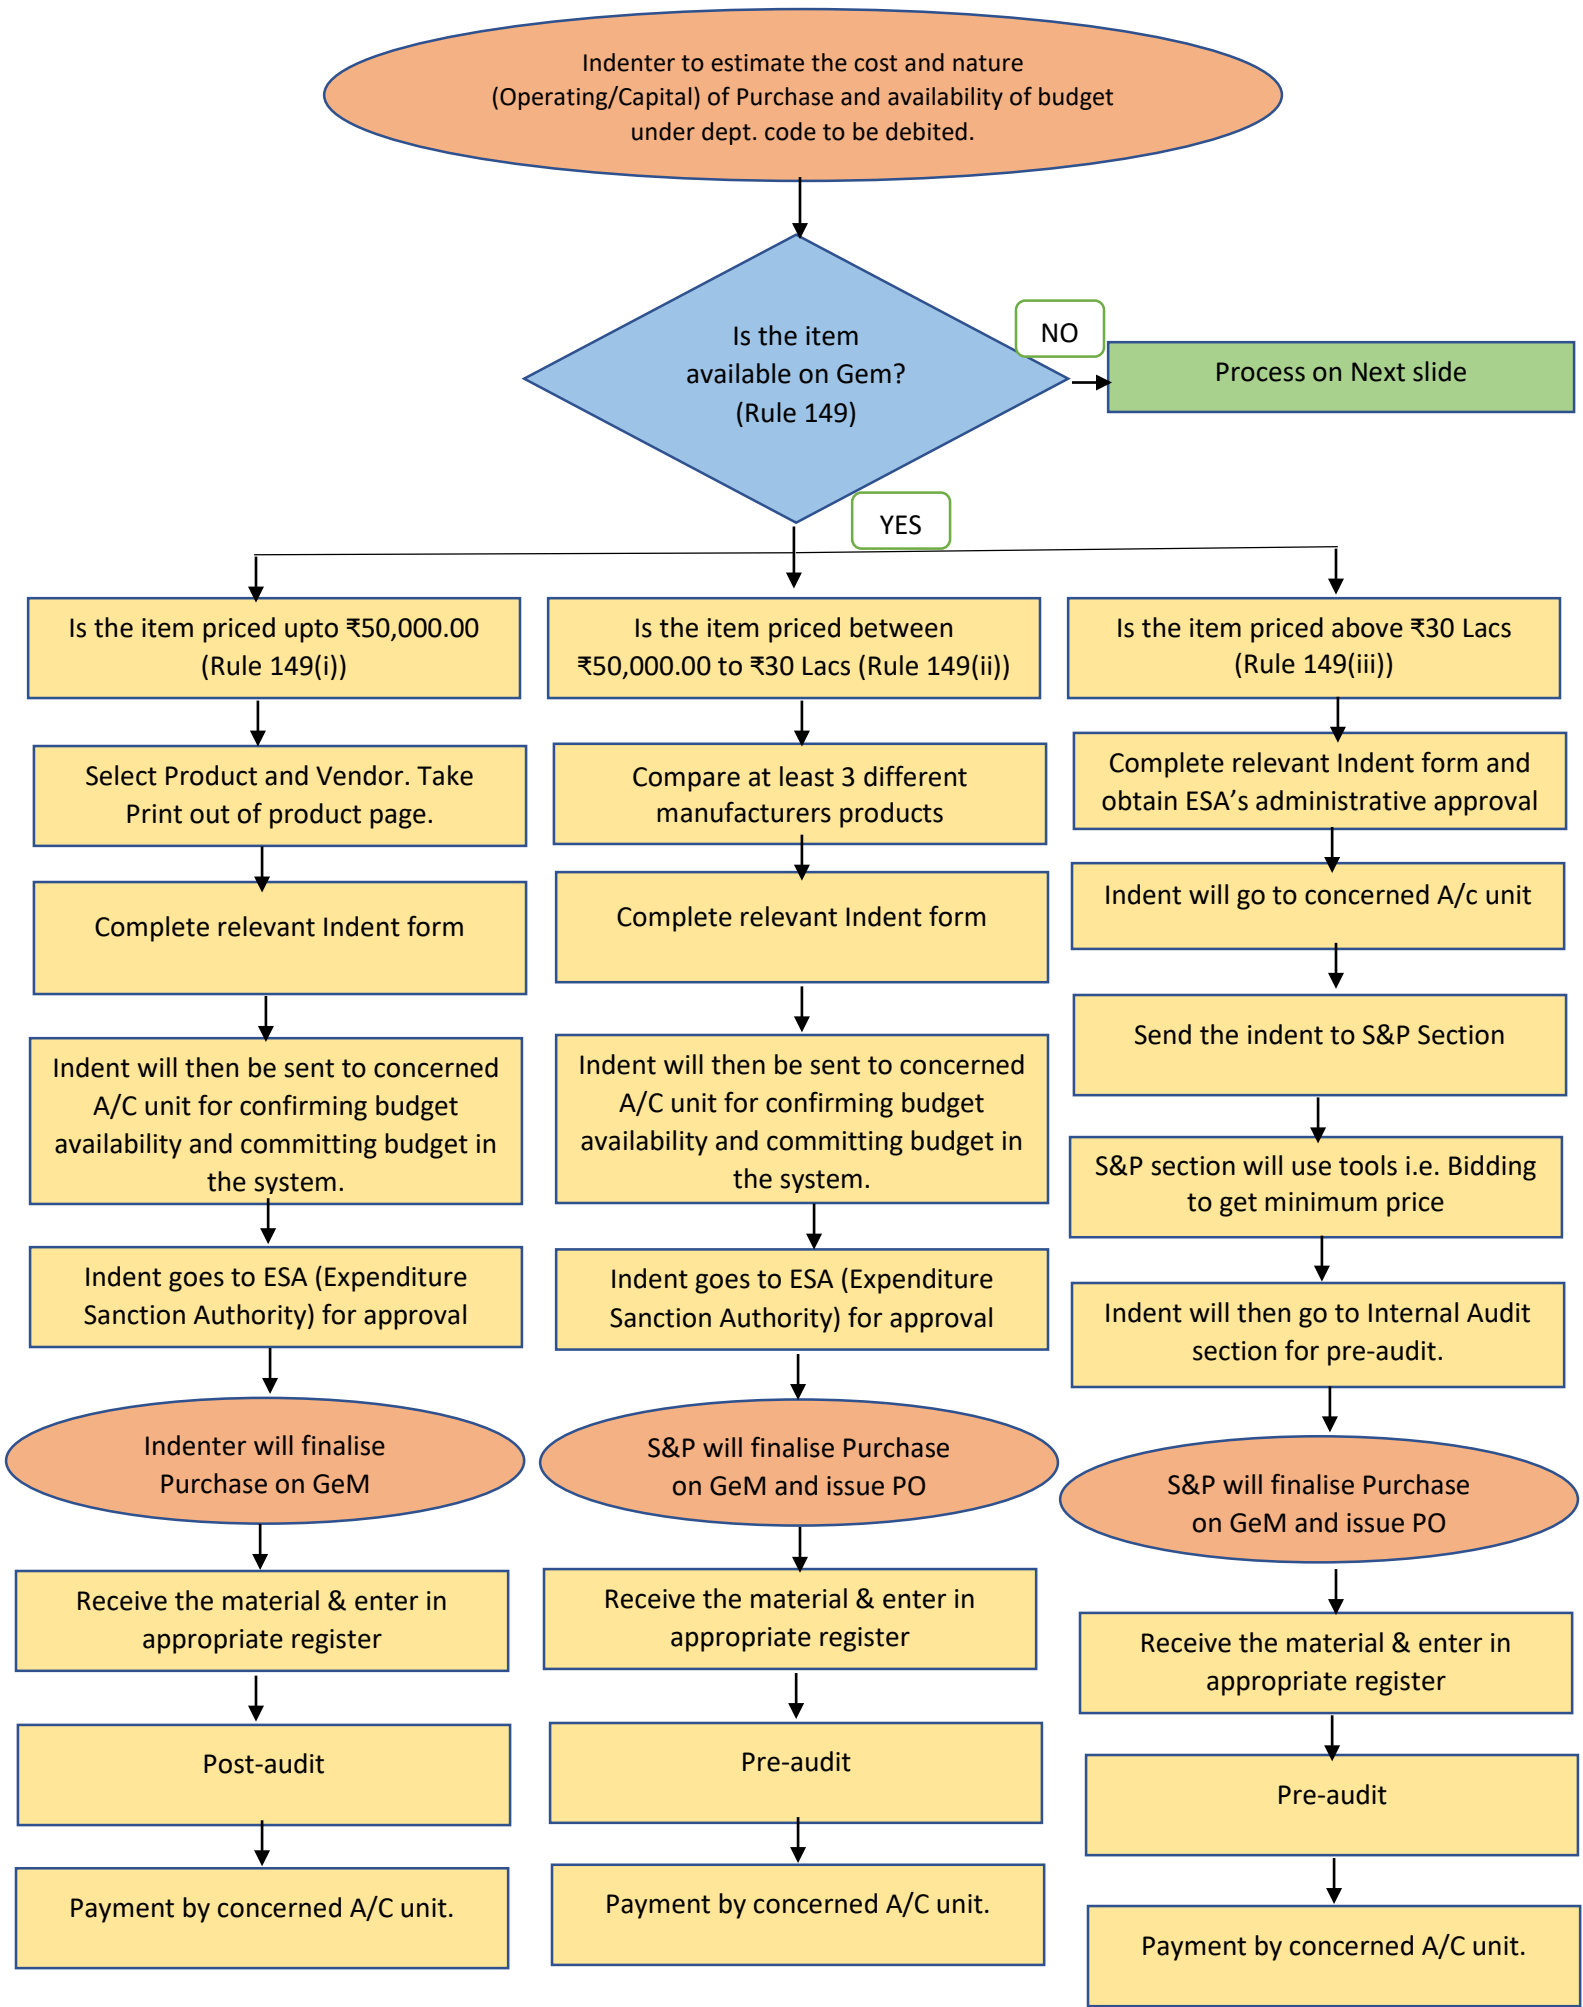 Indenter to estimate the cost and nature
(Operating/Capital) of Purchase and availability of budget
under dept. code to be debited.
Is the item
available on Gem?
(Rule 149)
NO
Process on Next slide
YES
Is the item priced upto ₹50,000.00
(Rule 149(i))
Select Product and Vendor. Take
Print out of product page.
Complete relevant Indent form
Indent will then be sent to concerned
A/C unit for confirming budget
availability and committing budget in
the system.
Indent goes to ESA (Expenditure
Sanction Authority) for approval
Indenter will finalise
Purchase on GeM
Receive the material & enter in
appropriate register
Post-audit
Payment by concerned A/C unit.
Is the item priced between
₹50,000.00 to ₹30 Lacs (Rule 149(ii))
Compare at least 3 different
manufacturers products
Complete relevant Indent form
Indent will then be sent to concerned
A/C unit for confirming budget
availability and committing budget in
the system.
Indent goes to ESA (Expenditure
Sanction Authority) for approval
S&P will finalise Purchase
on GeM and issue PO
Receive the material & enter in
appropriate register
Pre-audit
Payment by concerned A/C unit.
Is the item priced above ₹30 Lacs
(Rule 149(iii))
Complete relevant Indent form and
obtain ESA’s administrative approval
Indent will go to concerned A/c unit
Send the indent to S&P Section
S&P section will use tools i.e. Bidding
to get minimum price
Indent will then go to Internal Audit
section for pre-audit.
S&P will finalise Purchase
on GeM and issue PO
Receive the material & enter in
appropriate register
Pre-audit
Payment by concerned A/C unit.